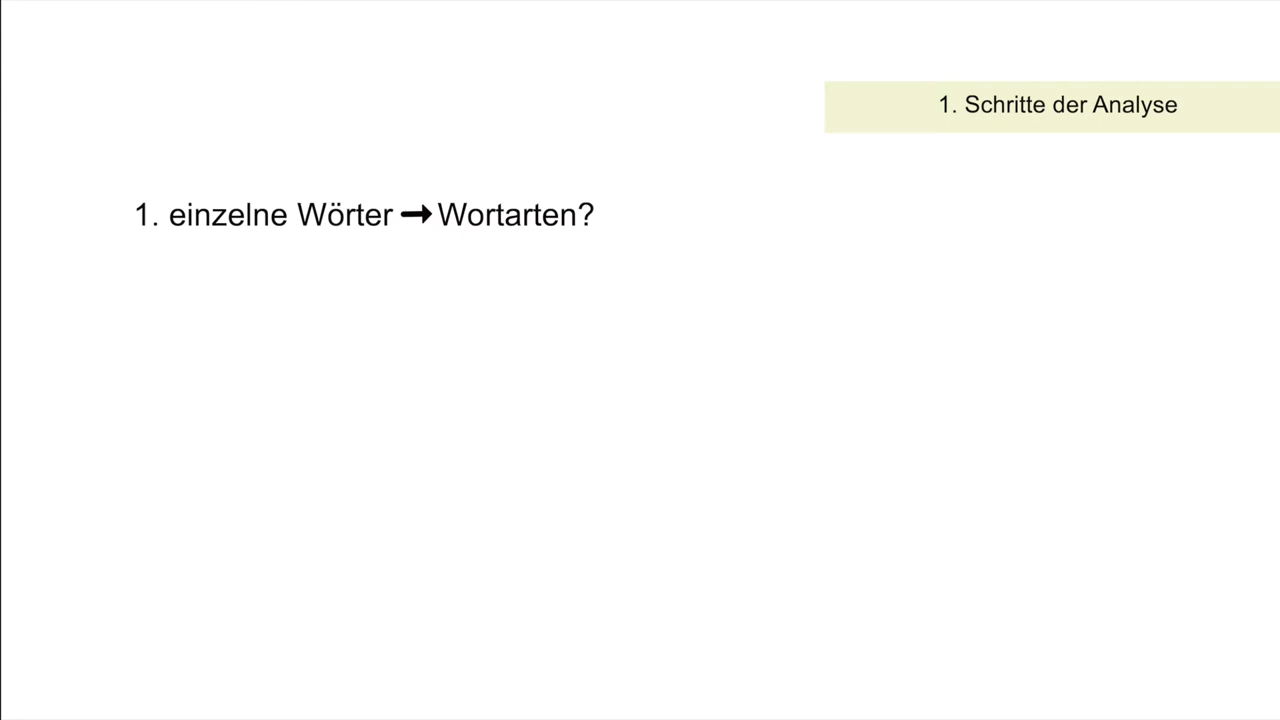 1. Schritte der Analyse
1. einzelne Wörter ➞ Wortarten?